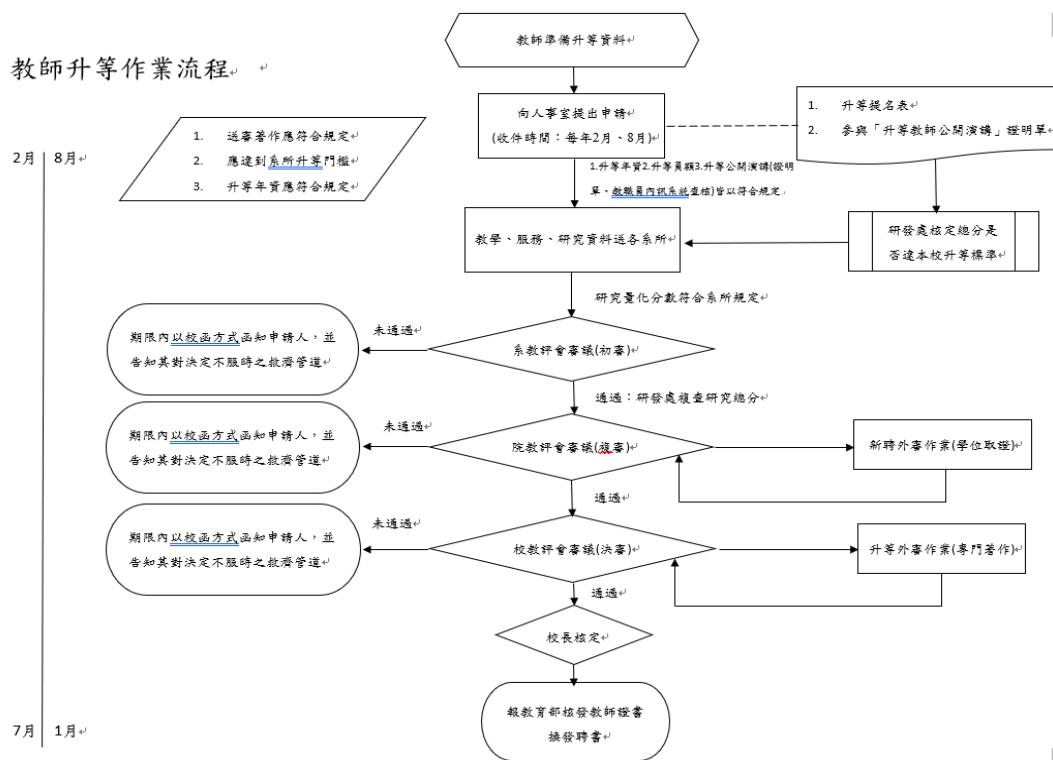 教師升等作業流程
教師準備升等資料
向人事室提出申請
(收件時間：每年2月、8月)
1. 升等提名表
2. 參與「升等教師公開演講」證明單
2月 8月
1. 送審著作應符合規定
2. 應達到系所升等門檻
3. 升等年資應符合規定
1.升等年資2.升等員額3.升等公開演講(證明
單、教職員內訊系統查核)皆以符合規定
教學、服務、研究資料送各系所
研發處核定總分是
否達本校升等標準
研究量化分數符合系所規定
系教評會審議(初審)
未通過
期限內以校函方式函知申請人，並
告知其對決定不服時之救濟管道
通過：研發處複查研究總分
院教評會審議(複審)
未通過
期限內以校函方式函知申請人，並
告知其對決定不服時之救濟管道
新聘外審作業(學位取證)
通過
校教評會審議(決審)
未通過
期限內以校函方式函知申請人，並
告知其對決定不服時之救濟管道
升等外審作業(專門著作)
通過
校長核定
報教育部核發教師證書
換發聘書
7月 1月